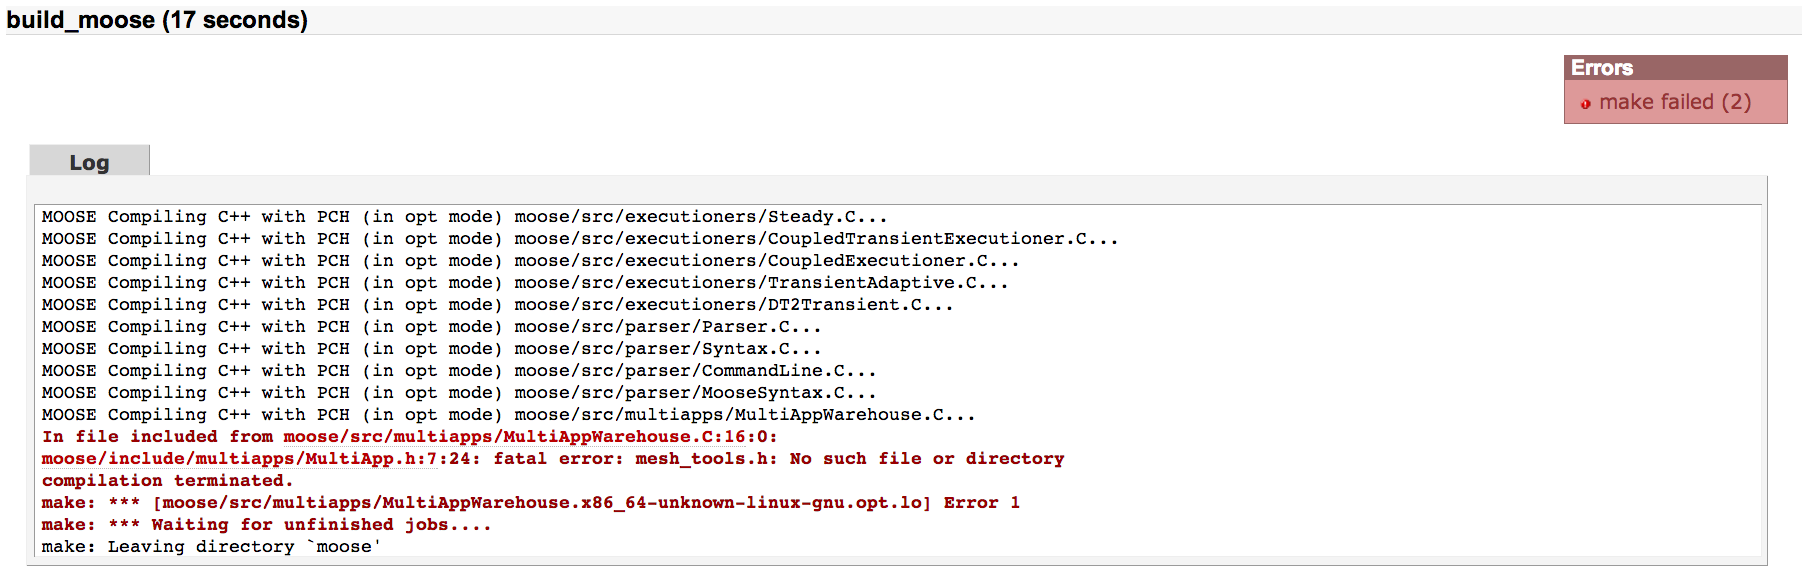 build_moose (17 seconds)
Errors
make failed (2)
Log
MOOSE Compiling C++ with PCH (in opt mode) moose/src/executioners/Steady.C...
MOOSE Compiling C++ with PCH (in opt mode) moose/src/executioners/CoupledTransientExecutioner.C...
MOOSE Compiling C++ with PCH (in opt mode) moose/src/executioners/CoupledExecutioner.C...
MOOSE Compiling C++ with PCH (in opt mode) moose/src/executioners/TransientAdaptive.C...
MOOSE Compiling C++ with PCH (in opt mode) moose/src/executioners/DT2Transient.C...
MOOSE Compiling C++ with PCH (in opt mode) moose/src/parser/Parser.C...
MOOSE Compiling C++ with PCH (in opt mode) moose/src/parser/Syntax.C...
MOOSE Compiling C++ with PCH (in opt mode) moose/src/parser/CommandLine.C...
MOOSE Compiling C++ with PCH (in opt mode) moose/src/parser/MooseSyntax.C...
MOOSE Compiling C++ with PCH (in opt mode) moose/src/multiapps/MultiAppWarehouse.C...
In file included from moose/src/multiapps/MultiAppWarehouse.C:16:0:
moose/include/multiapps/MultiApp.h:7:24: fatal error: mesh_tools.h: No such file or directory
compilation terminated.
make: *** [moose/src/multiapps/MultiAppWarehouse.x86_64-unknown-linux-gnu.opt.lo] Error 1
make: *** Waiting for unfinished jobs....
make: Leaving directory `moose'